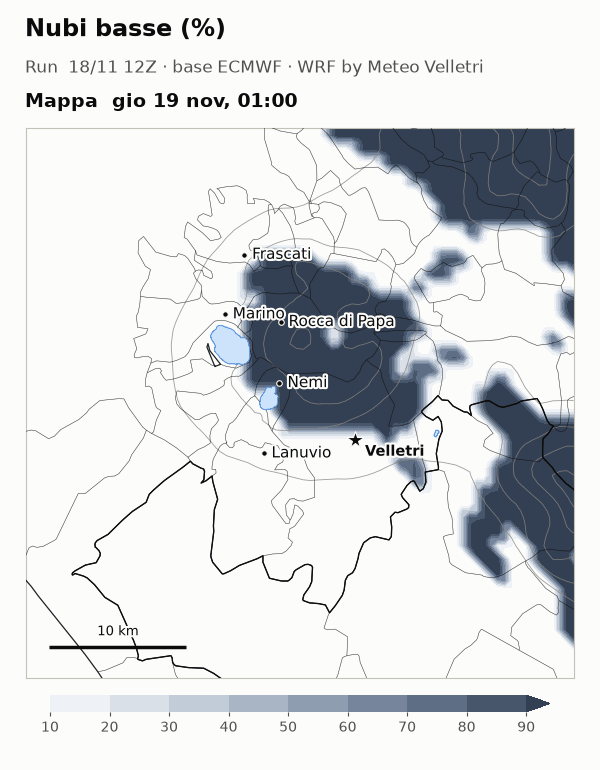 Nubi basse (%)
Run  18/11 12Z · base ECMWF · WRF by Meteo Velletri
Mappa  gio 19 nov, 01:00
Frascati
Marino
Rocca di Papa
Nemi
Velletri
Lanuvio
10 km
10 20 30 40 50 60 70 80 90